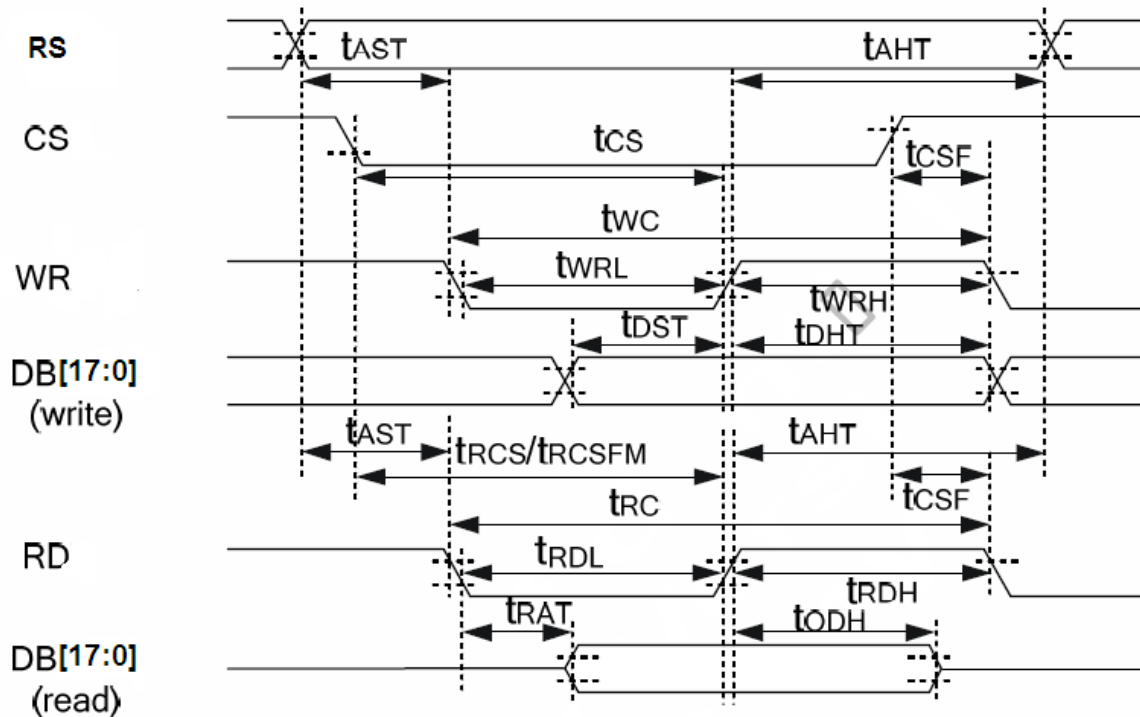 RS
tAST
tAHT
CS
tCS
tCSF
tWC
WR
tWRL
tWRH
tDST
tDHT
DB[17:0]
(write)
tAST
tRCS/tRCSFM
tAHT
tCSF
tRC
RD
tRDL
tRDH
tRAT
tODH
DB[17:0]
(read)